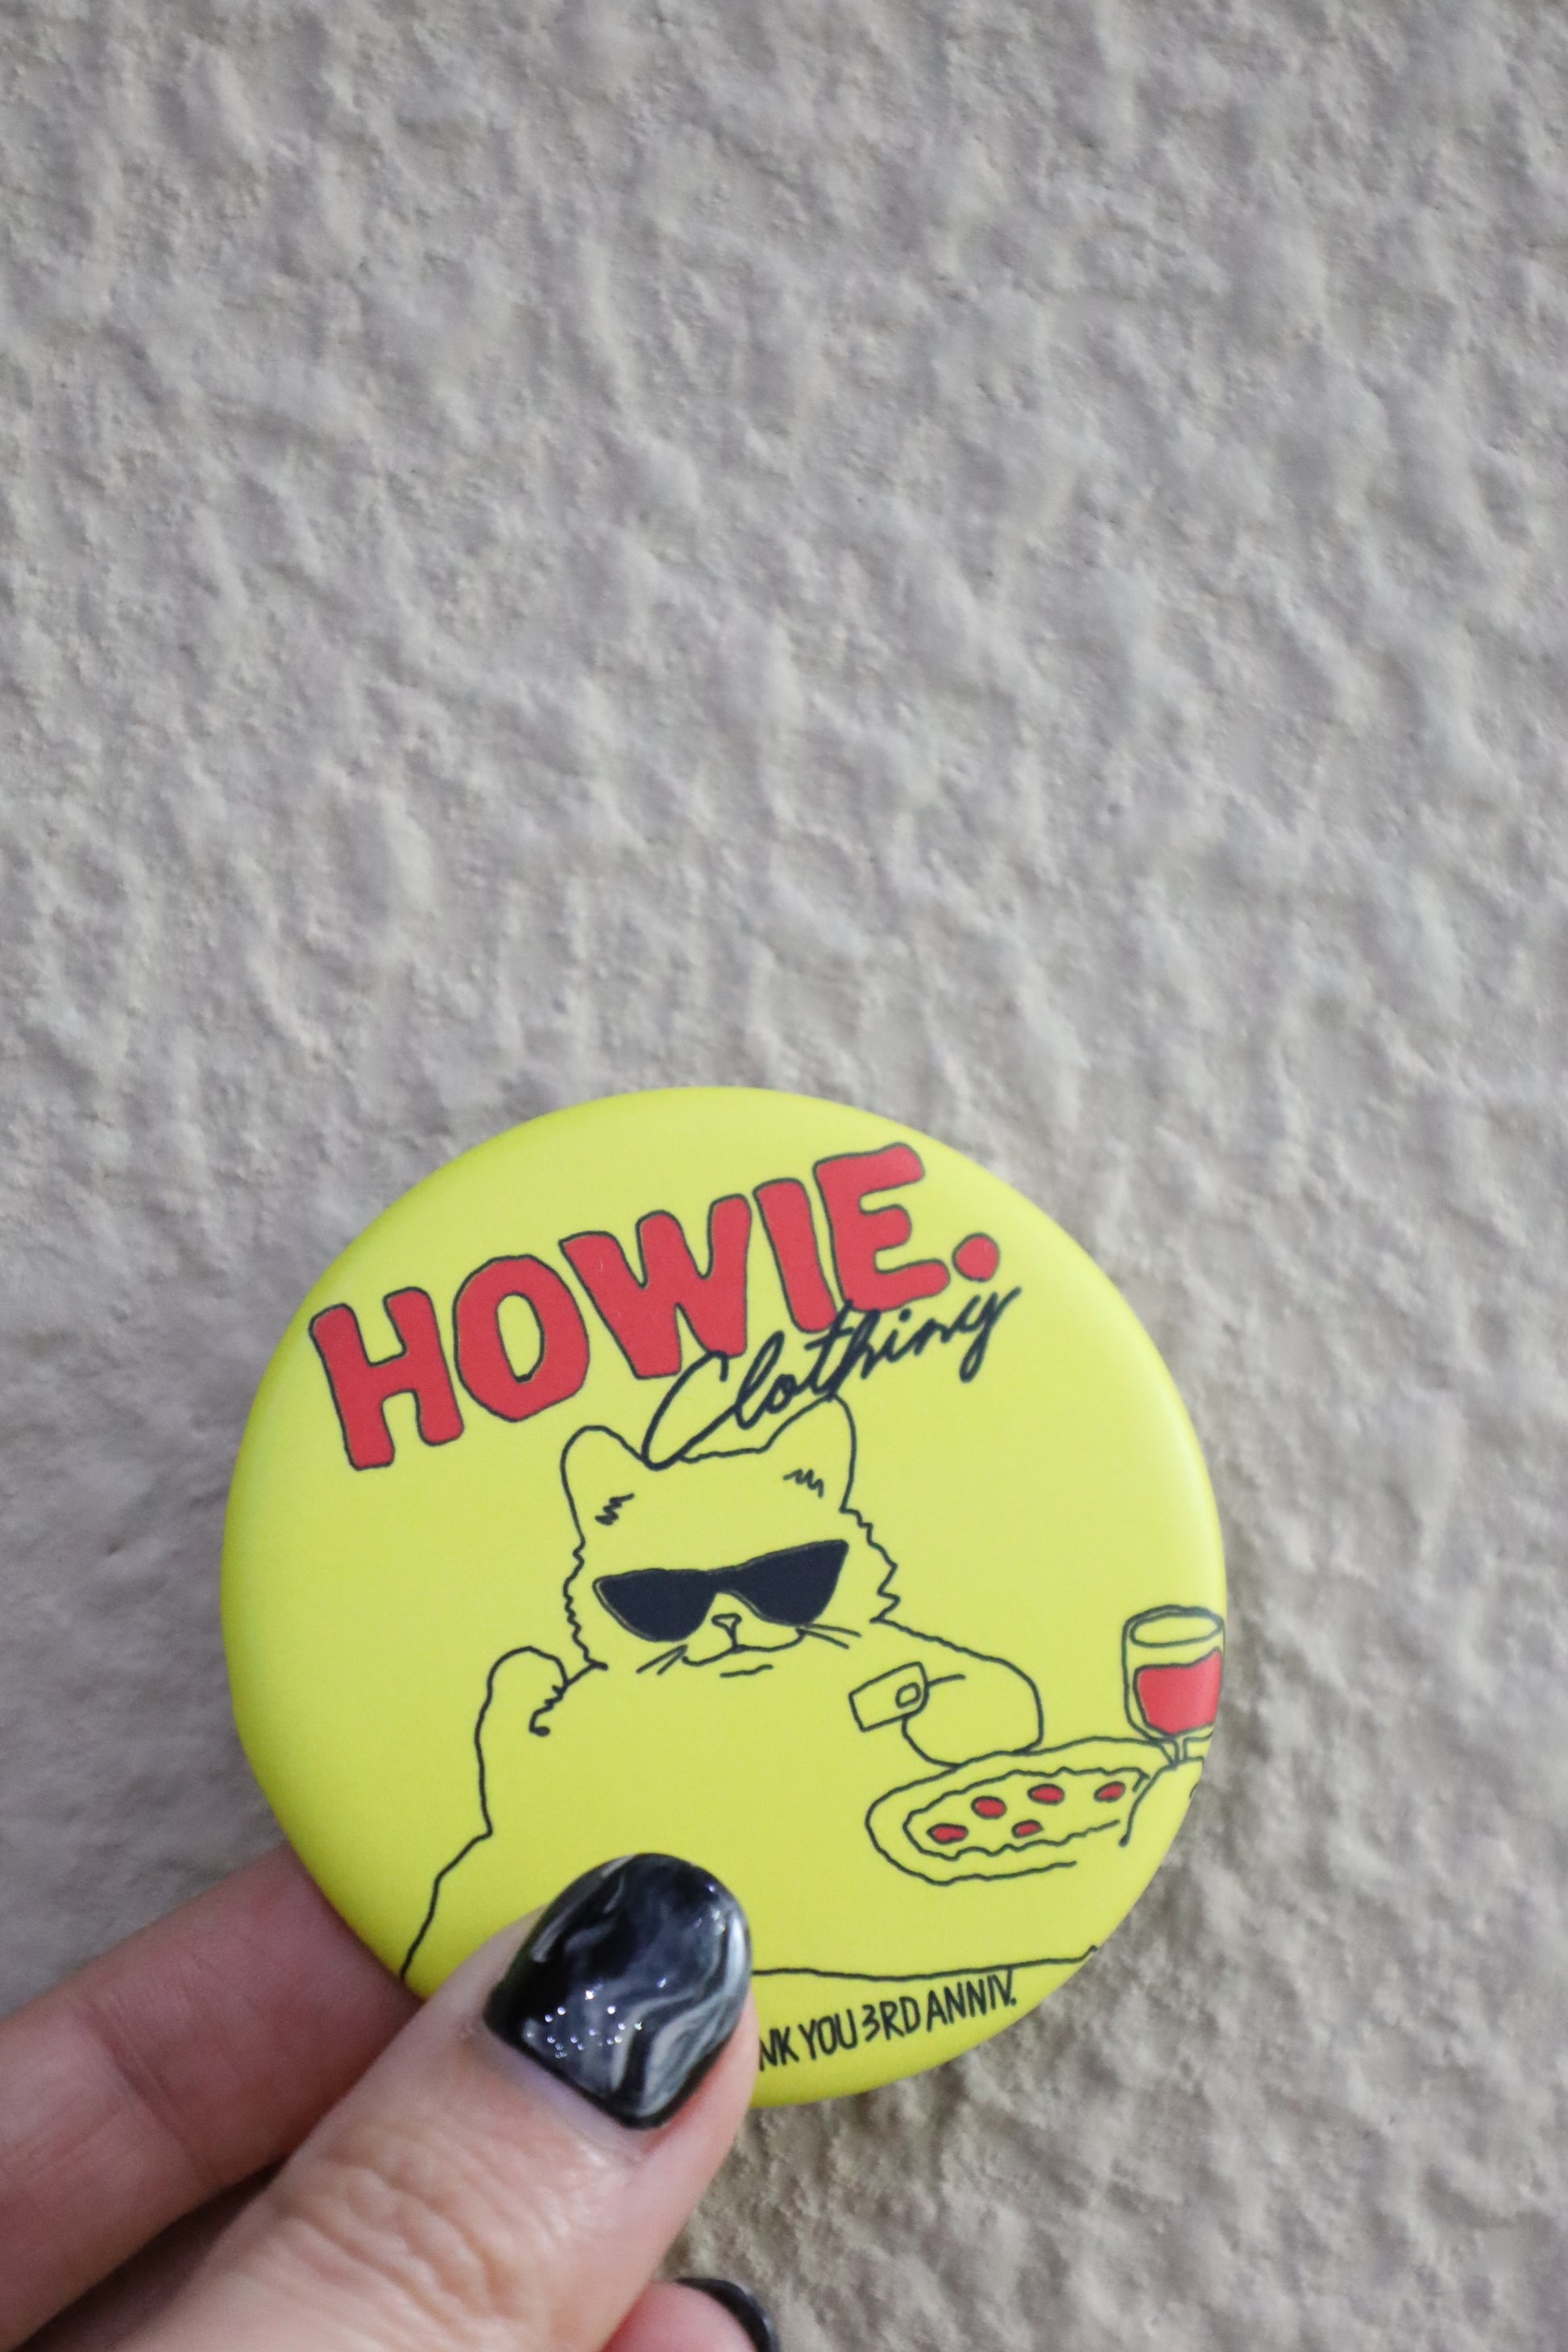 HOWIE.
Clothing
NK YOU 3RD ANNIV.